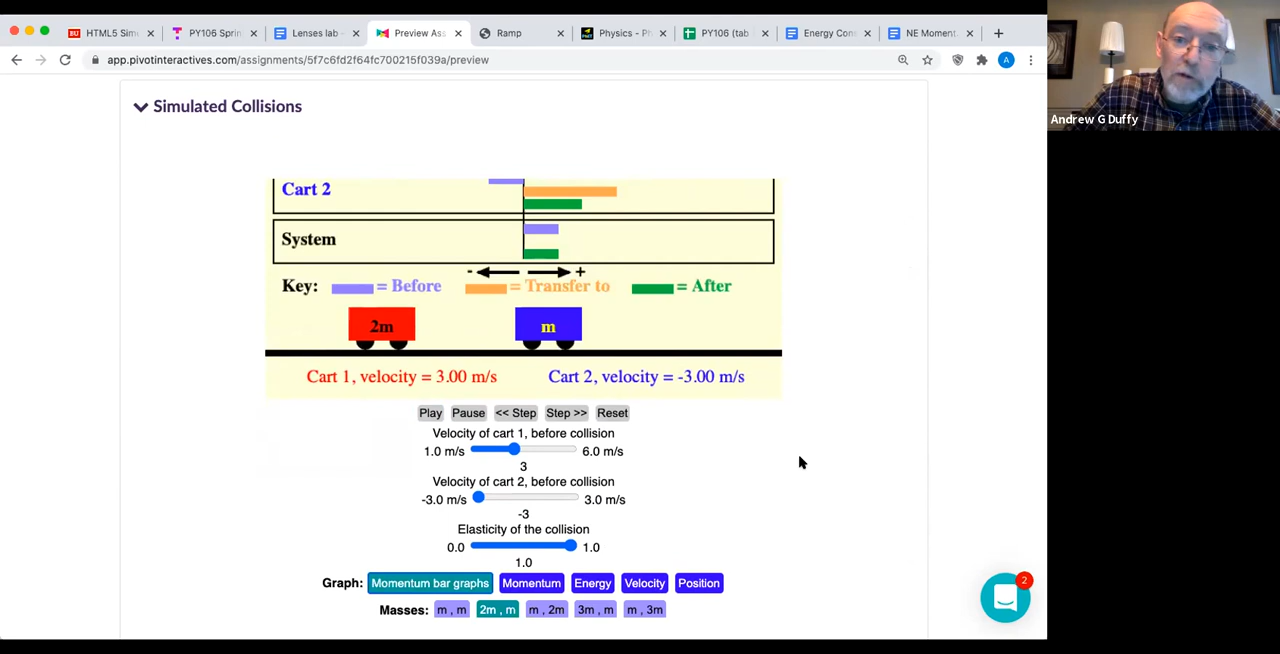 HTML5 Sim
PY106 Sprin
Lenses lab -
Preview Ass
Ramp
Physics - Ph
PY106 (tab
Energy Con
NE Moment
app.pivotinteractives.com/assignments/5f7c6fd2f64fc700215f039a/preview
A
Andrew G Duffy
Simulated Collisions
Cart 2
System
- +
Key: = Before = Transfer to = After
2m m
Cart 1, velocity = 3.00 m/s Cart 2, velocity = -3.00 m/s
Play Pause << Step Step >> Reset
Velocity of cart 1, before collision
1.0 m/s 6.0 m/s
3
Velocity of cart 2, before collision
-3.0 m/s 3.0 m/s
-3
Elasticity of the collision
0.0 1.0
1.0
Graph: Momentum bar graphs Momentum Energy Velocity Position
Masses: m , m 2m , m m , 2m 3m , m m , 3m
2